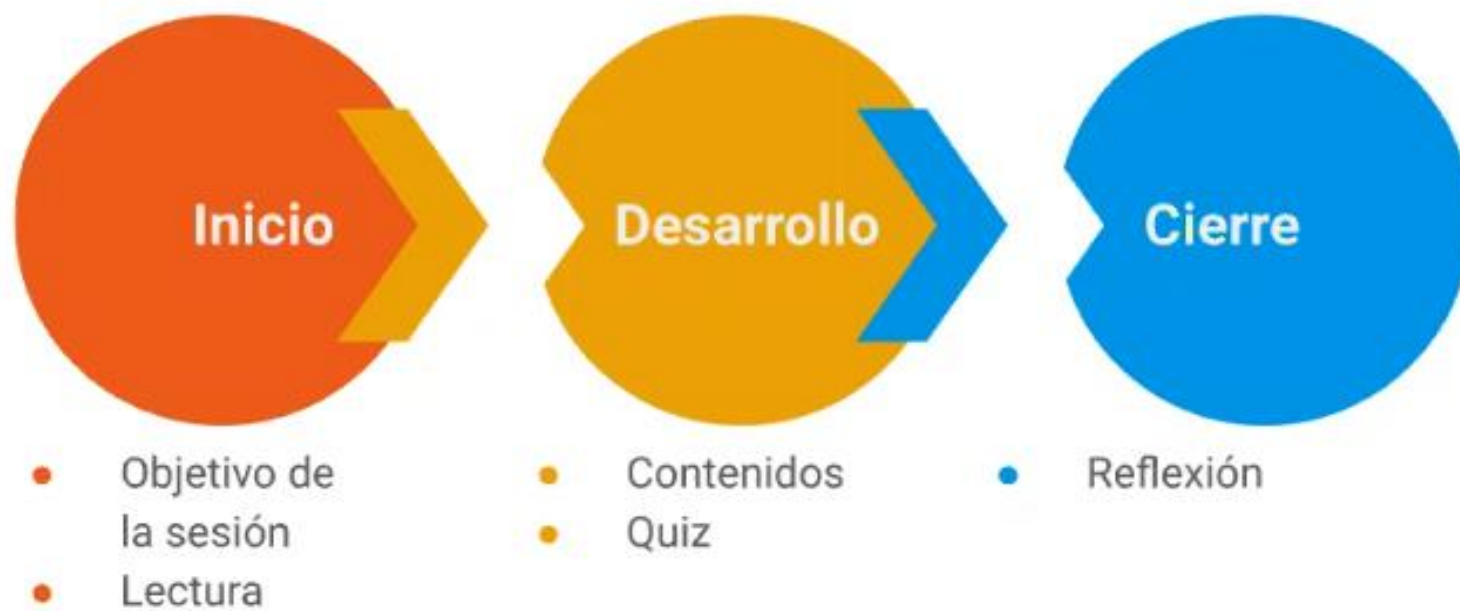 Inicio
Desarrollo
Cierre
• Objetivo de
la sesión
• Lectura
• Contenidos
• Quiz
• Reflexión